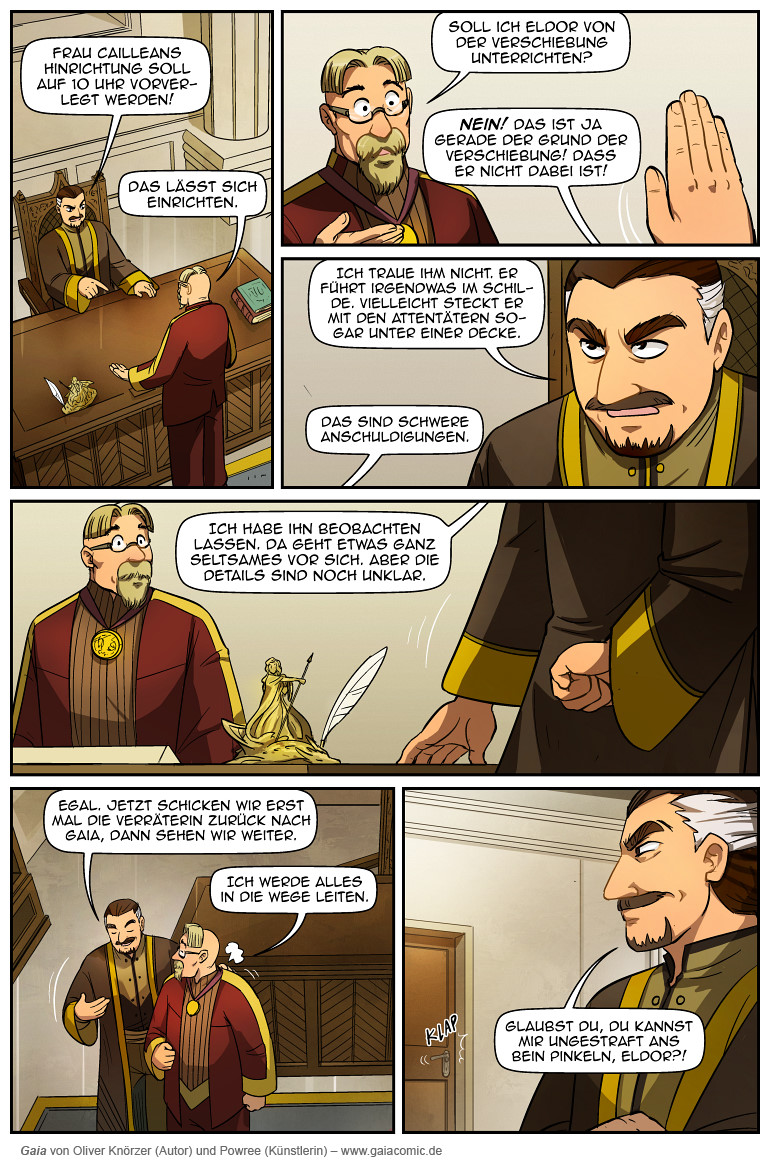 FRAU CAILLEANS
HINRICHTUNG SOLL
AUF 10 UHR VORVER-
LEGT WERDEN!
DAS LÄSST SICH
EINRICHTEN.
SOLL ICH ELDOR VON
DER VERSCHIEBUNG
UNTERRICHTEN?
NEIN! DAS IST JA
GERADE DER GRUND DER
VERSCHIEBUNG! DASS
ER NICHT DABEI IST!
ICH TRAUE IHM NICHT. ER
FÜHRT IRGENDWAS IM SCHIL-
DE. VIELLEICHT STECKT ER
MIT DEN ATTENTÄTERN SO-
GAR UNTER EINER DECKE.
DAS SIND SCHWERE
ANSCHULDIGUNGEN.
ICH HABE IHN BEOBACHTEN
LASSEN. DA GEHT ETWAS GANZ
SELTSAMES VOR SICH. ABER DIE
DETAILS SIND NOCH UNKLAR.
EGAL. JETZT SCHICKEN WIR ERST
MAL DIE VERRÄTERIN ZURÜCK NACH
GAIA, DANN SEHEN WIR WEITER.
ICH WERDE ALLES
IN DIE WEGE LEITEN.
KLAP
GLAUBST DU, DU KANNST
MIR UNGESTRAFT ANS
BEIN PINKELN, ELDOR?!
Gaia von Oliver Knörzer (Autor) und Powree (Künstlerin) – www.gaiacomic.de